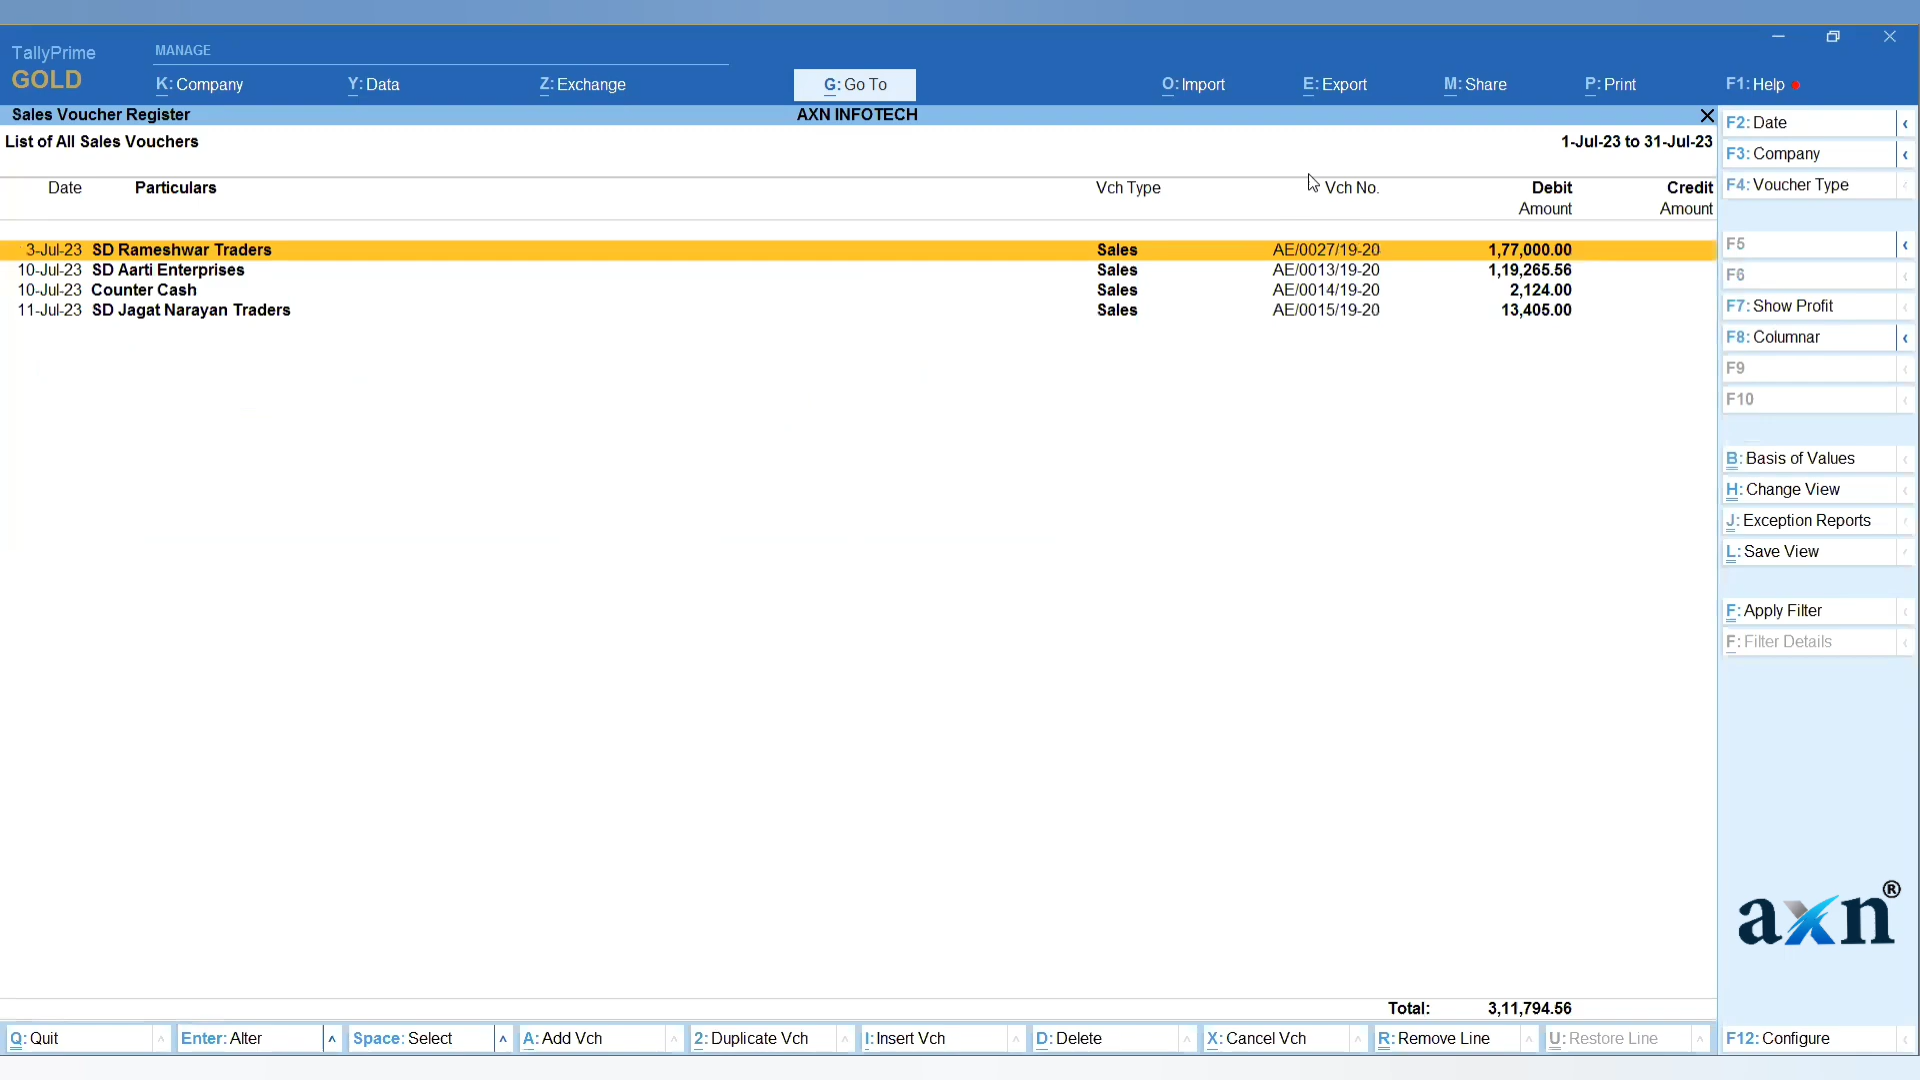 TallyPrime
GOLD
MANAGE
K: Company Y: Data Z: Exchange G: Go To O: Import E: Export M: Share P: Print F1: Help
Sales Voucher Register AXN INFOTECH
List of All Sales Vouchers 1-Jul-23 to 31-Jul-23
Date Particulars Vch Type Vch No. Debit Credit
Amount Amount
3-Jul-23 SD Rameshwar Traders Sales AE/0027/19-20 1,77,000.00
10-Jul-23 SD Aarti Enterprises Sales AE/0013/19-20 1,19,265.56
10-Jul-23 Counter Cash Sales AE/0014/19-20 2,124.00
11-Jul-23 SD Jagat Narayan Traders Sales AE/0015/19-20 13,405.00
Total: 3,11,794.56
F2: Date
F3: Company
F4: Voucher Type
F5
F6
F7: Show Profit
F8: Columnar
F9
F10
B: Basis of Values
H: Change View
J: Exception Reports
L: Save View
F: Apply Filter
F: Filter Details
axn®
Q: Quit Enter: Alter Space: Select A: Add Vch 2: Duplicate Vch I: Insert Vch D: Delete X: Cancel Vch R: Remove Line U: Restore Line F12: Configure